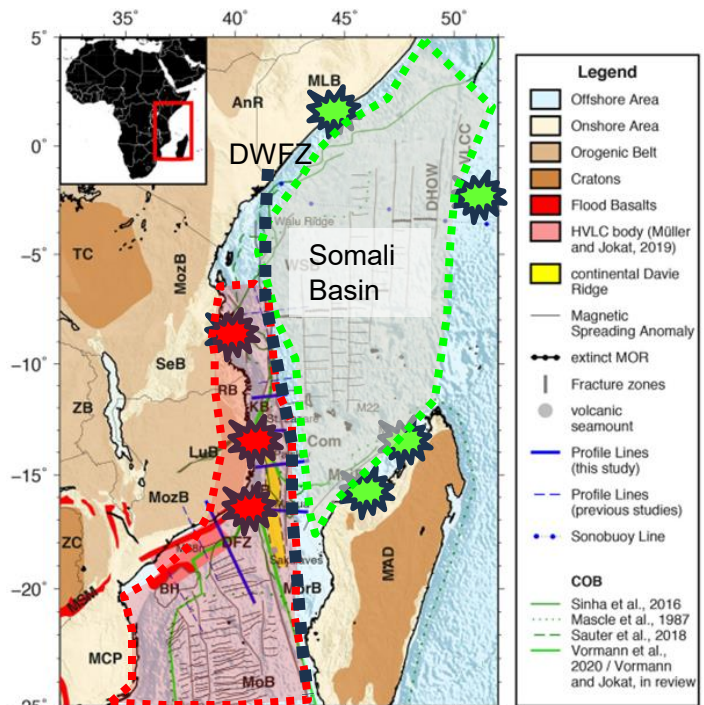 35°
40°
45°
50°
5°
0°
−5°
−10°
−15°
−20°
−25°
MLB
AnR
DWFZ
VLCC
DHOW
Walu Ridge
TC
MozB
WSB
Somali
Basin
SeB
RB
KB
M22
ZB
LuB
Com
MozB
ZC
DFZ
MAD
BH
MorB
MCP
MoB
Legend
Offshore Area
Onshore Area
Orogenic Belt
Cratons
Flood Basalts
HVLC body (Müller
and Jokat, 2019)
continental Davie
Ridge
Magnetic
Spreading Anomaly
extinct MOR
Fracture zones
volcanic
seamount
Profile Lines
(this study)
Profile Lines
(previous studies)
Sonobuoy Line
COB
Sinha et al., 2016
Mascle et al., 1987
Sauter et al., 2018
Vormann et al.,
2020 / Vormann
and Jokat, in review